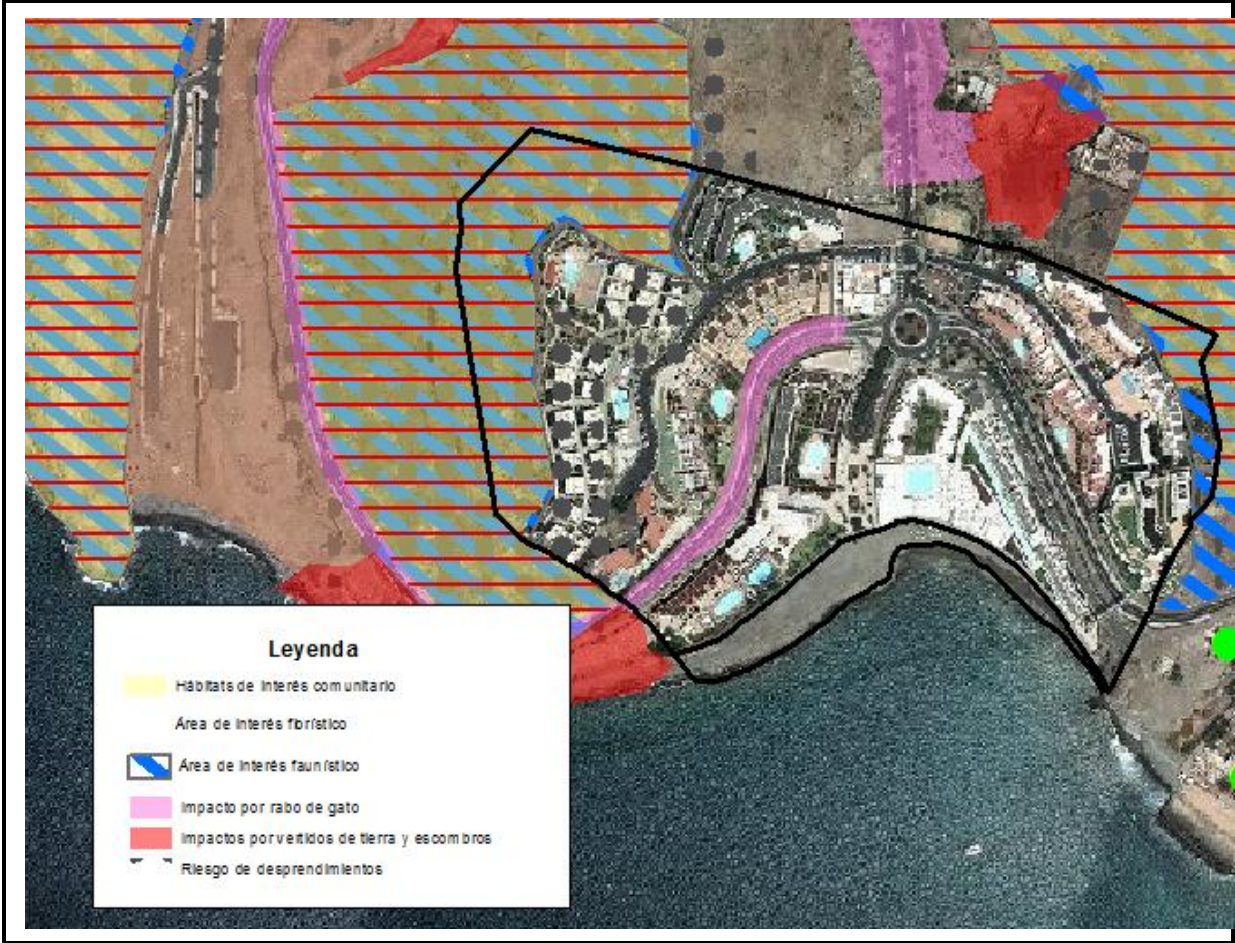 Leyenda
Hábitats de interés comunitario
Área de interés florístico
Área de interés faunístico
Impacto por rabo de gato
Impactos por vertidos de tierra y escombros
Riesgo de desprendimientos